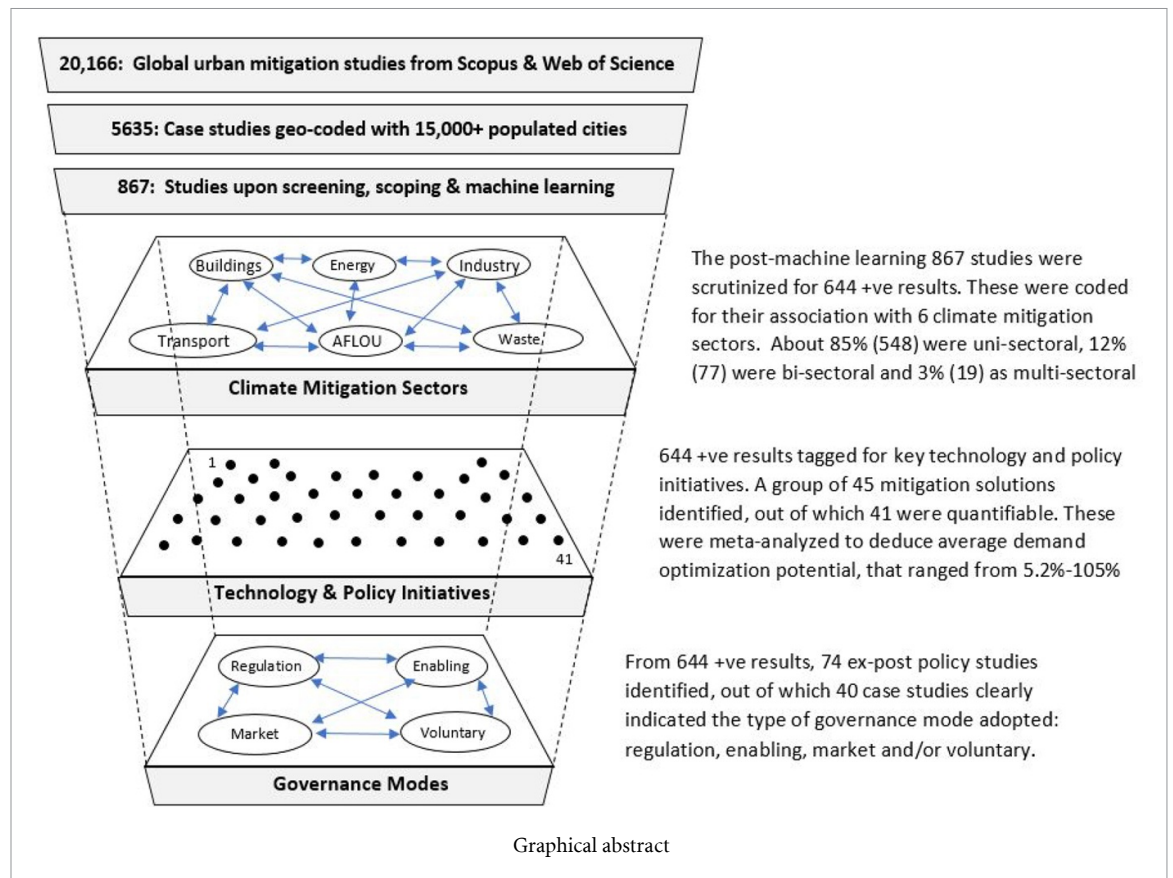 20,166: Global urban mitigation studies from Scopus & Web of Science
5635: Case studies geo-coded with 15,000+ populated cities
867: Studies upon screening, scoping & machine learning
Buildings
Energy
Industry
Transport
AFLOU
Waste
Climate Mitigation Sectors
The post-machine learning 867 studies were
scrutinized for 644 +ve results. These were coded
for their association with 6 climate mitigation
sectors. About 85% (548) were uni-sectoral, 12%
(77) were bi-sectoral and 3% (19) as multi-sectoral
1
41
Technology & Policy Initiatives
644 +ve results tagged for key technology and policy
initiatives. A group of 45 mitigation solutions
identified, out of which 41 were quantifiable. These
were meta-analyzed to deduce average demand
optimization potential, that ranged from 5.2%-105%
Regulation
Enabling
Market
Voluntary
Governance Modes
From 644 +ve results, 74 ex-post policy studies
identified, out of which 40 case studies clearly
indicated the type of governance mode adopted:
regulation, enabling, market and/or voluntary.
Graphical abstract